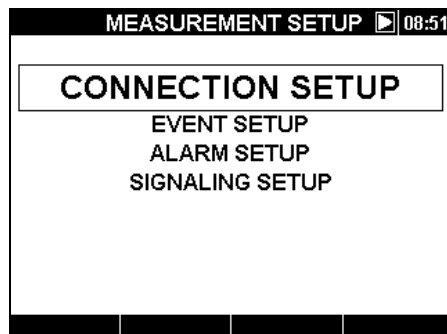 MEASUREMENT SETUP 08:51
CONNECTION SETUP
EVENT SETUP
ALARM SETUP
SIGNALING SETUP